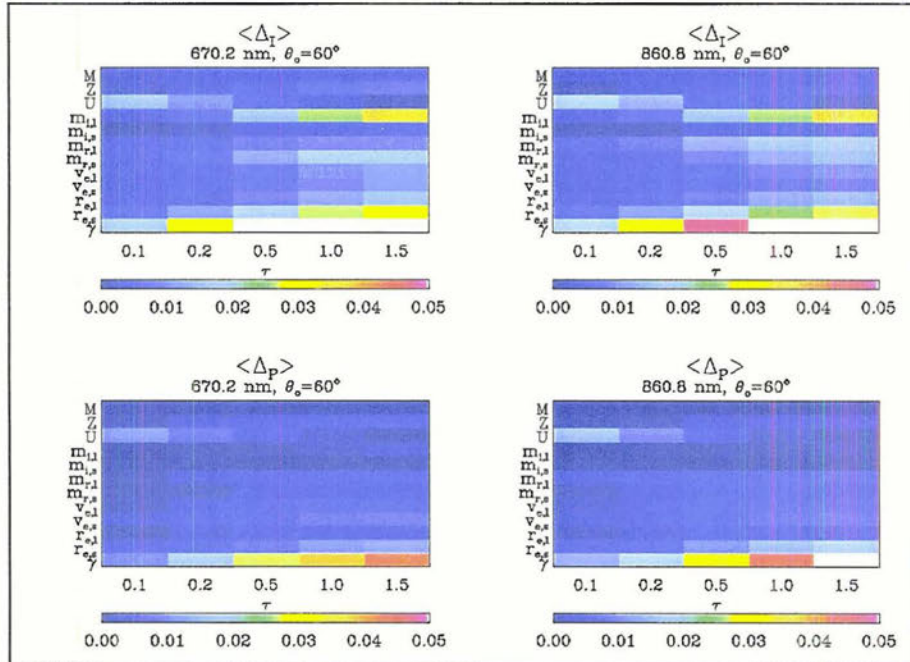 <Δ_I>
670.2 nm, θ_o=60°
M
Z
U
m_i,l
m_i,s
m_r,l
m_r,s
v_e,l
v_e,s
r_e,l
r_e,s
γ
0.1 0.2 0.5 1.0 1.5
τ
0.00 0.01 0.02 0.03 0.04 0.05
<Δ_I>
860.8 nm, θ_o=60°
M
Z
U
m_i,l
m_i,s
m_r,l
m_r,s
v_e,l
v_e,s
r_e,l
r_e,s
γ
0.1 0.2 0.5 1.0 1.5
τ
0.00 0.01 0.02 0.03 0.04 0.05
<Δ_P>
670.2 nm, θ_o=60°
M
Z
U
m_i,l
m_i,s
m_r,l
m_r,s
v_e,l
v_e,s
r_e,l
r_e,s
γ
0.1 0.2 0.5 1.0 1.5
τ
0.00 0.01 0.02 0.03 0.04 0.05
<Δ_P>
860.8 nm, θ_o=60°
M
Z
U
m_i,l
m_i,s
m_r,l
m_r,s
v_e,l
v_e,s
r_e,l
r_e,s
γ
0.1 0.2 0.5 1.0 1.5
τ
0.00 0.01 0.02 0.03 0.04 0.05